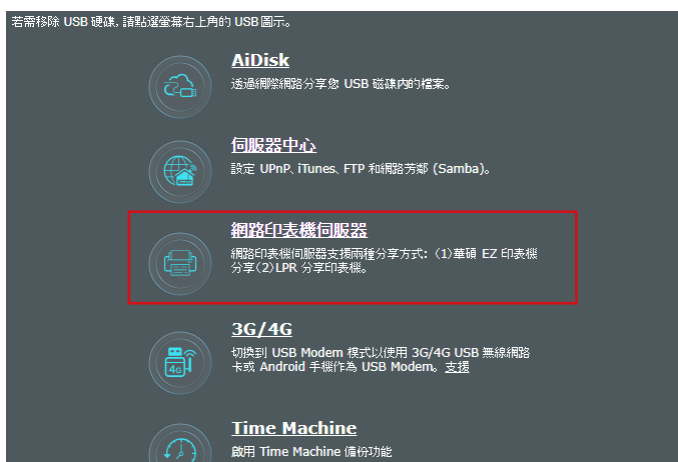 若需移除 USB 硬碟, 請點選螢幕右上角的 USB圖示。
AiDisk
透過網際網路分享您 USB 磁碟內的檔案。
伺服器中心
設定 UPnP、iTunes、FTP 和網路芳鄰 (Samba)。
網路印表機伺服器
網路印表機伺服器支援兩種分享方式:(1)華碩 EZ 印表機
分享(2)LPR 分享印表機。
3G/4G
切換到 USB Modem 模式以使用 3G/4G USB 無線網路
卡或 Android 手機作為 USB Modem。支援
4G
Time Machine
啟用 Time Machine 備份功能